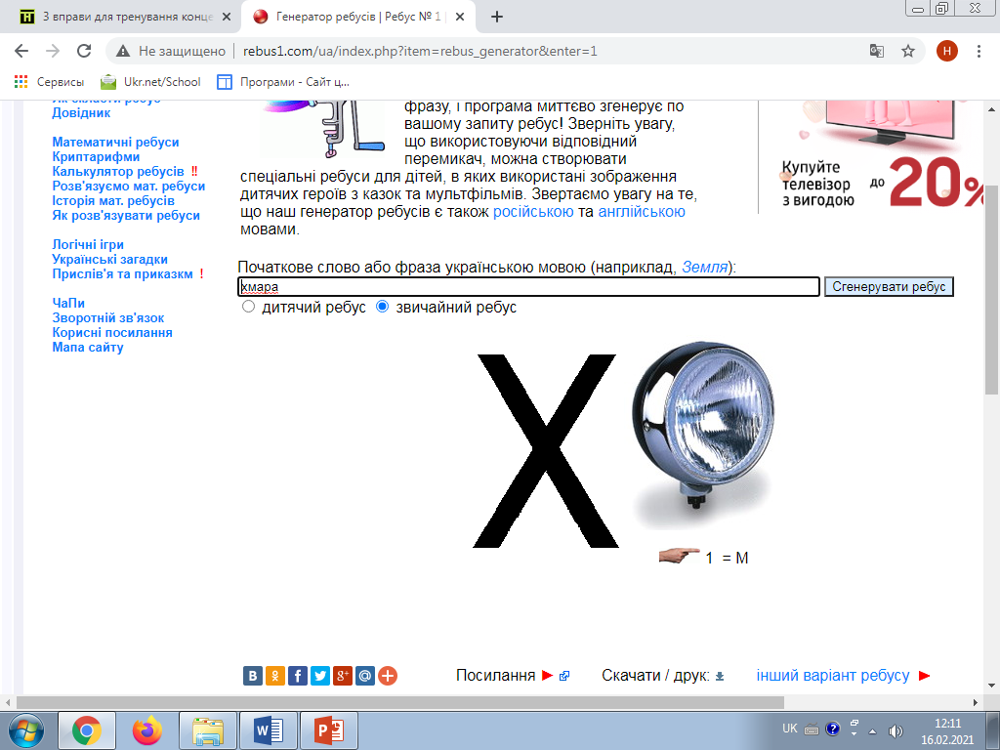 3 вправи для тренування конце
Генератор ребусів | Ребус № 1 |
Не защищено | rebus1.com/ua/index.php?item=rebus_generator&enter=1
Н
Сервисы
Ukr.net/School
Програми - Сайт ц...
Як скласти ребус
Довідник
Математичні ребуси
Криптарифми
Калькулятор ребусів !!
Розв'язуємо мат. ребуси
Історія мат. ребусів
Як розв'язувати ребуси
Логічні ігри
Українські загадки
Прислів'я та приказкм !
ЧаПи
Зворотній зв'язок
Корисні посилання
Мапа сайту
фразу, і програма миттєво згенерує по
вашому запиту ребус! Зверніть увагу,
що використовуючи відповідний
перемикач, можна створювати
спеціальні ребуси для дітей, в яких використані зображення
дитячих героїв з казок та мультфільмів. Звертаємо увагу на те,
що наш генератор ребусів є також російською та англійською
мовами.
Купуйте
телевізор
з вигодою
до 20%
Початкове слово або фраза українською мовою (наприклад, Земля):
хмара
Сгенерувати ребус
дитячий ребус звичайний ребус
Х
1 = М
Посилання
Скачати / друк:
інший варіант ребусу
UK
12:11
16.02.2021